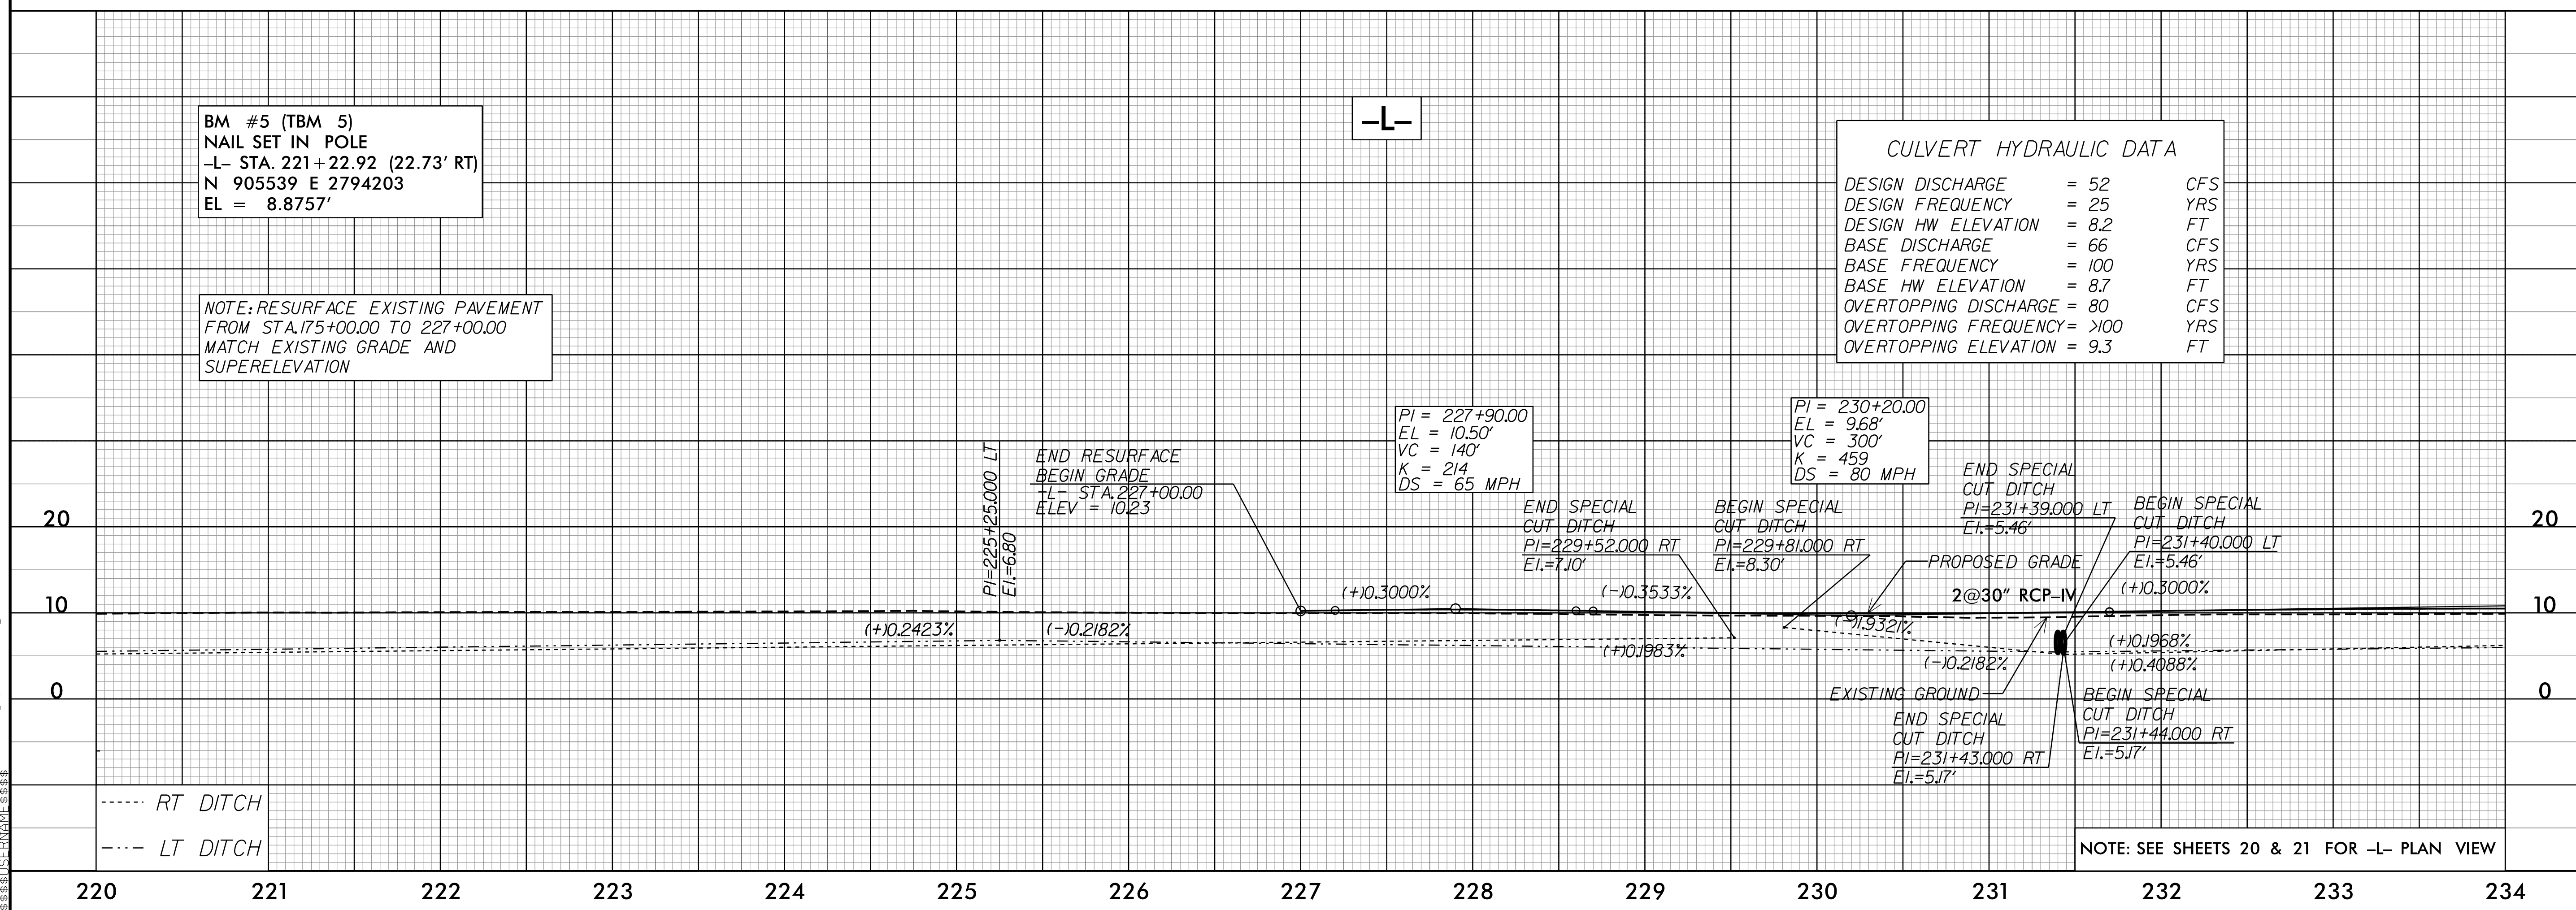 –L–
BM #5 (TBM 5)
NAIL SET IN POLE
–L– STA. 221+22.92 (22.73' RT)
N 905539 E 2794203
EL = 8.8757'
NOTE: RESURFACE EXISTING PAVEMENT
FROM STA.175+00.00 TO 227+00.00
MATCH EXISTING GRADE AND
SUPERELEVATION
CULVERT HYDRAULIC DATA
DESIGN DISCHARGE = 52 CFS
DESIGN FREQUENCY = 25 YRS
DESIGN HW ELEVATION = 8.2 FT
BASE DISCHARGE = 66 CFS
BASE FREQUENCY = 100 YRS
BASE HW ELEVATION = 8.7 FT
OVERTOPPING DISCHARGE = 80 CFS
OVERTOPPING FREQUENCY= >100 YRS
OVERTOPPING ELEVATION = 9.3 FT
PI = 227+90.00
EL = 10.50'
VC = 140'
K = 214
DS = 65 MPH
PI = 230+20.00
EL = 9.68'
VC = 300'
K = 459
DS = 80 MPH
PI=225+25.000 LT
El.=6.80
END RESURFACE
BEGIN GRADE
-L- STA.227+00.00
ELEV = 10.23
END SPECIAL
CUT DITCH
PI=229+52.000 RT
El.=7.10'
BEGIN SPECIAL
CUT DITCH
PI=229+81.000 RT
El.=8.30'
END SPECIAL
CUT DITCH
PI=231+39.000 LT
El.=5.46'
BEGIN SPECIAL
CUT DITCH
PI=231+40.000 LT
El.=5.46'
PROPOSED GRADE
2@30" RCP–IV
(+)0.3000%
(-)0.3533%
(+)0.3000%
(+)0.2423%
(-)0.2182%
(+)0.1983%
(-)1.9321%
(-)0.2182%
(+)0.1968%
(+)0.4088%
EXISTING GROUND
END SPECIAL
CUT DITCH
PI=231+43.000 RT
El.=5.17'
BEGIN SPECIAL
CUT DITCH
PI=231+44.000 RT
El.=5.17'
20 20
10 10
0 0
RT DITCH
LT DITCH
NOTE: SEE SHEETS 20 & 21 FOR –L– PLAN VIEW
220 221 222 223 224 225 226 227 228 229 230 231 232 233 234